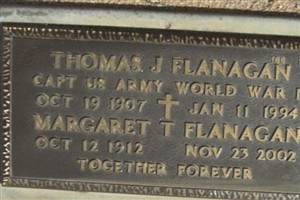 THOMAS J FLANAGAN
CAPT US ARMY WORLD WAR
OCT 19 1907 JAN 11 1994
MARGARET T FLANAGAN
OCT 12 1912 NOV 23 2002
TOGETHER FOREVER